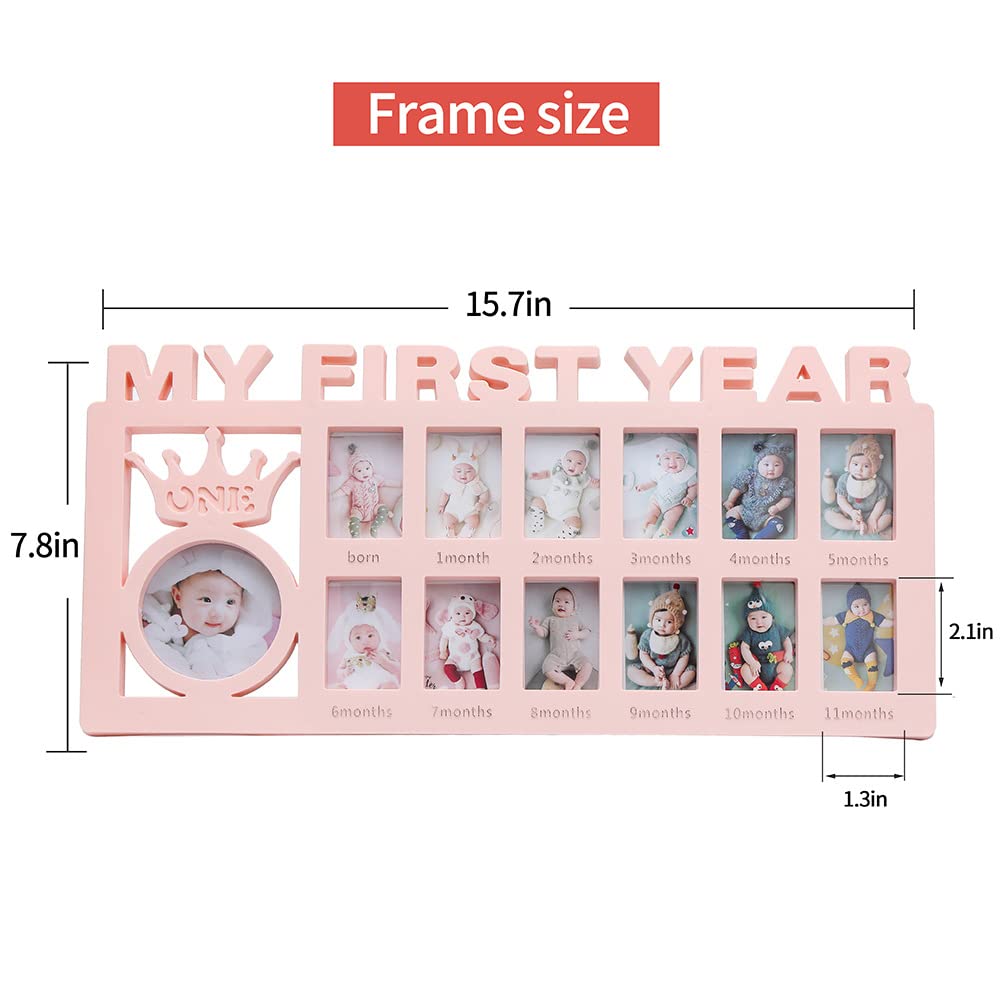 Frame size
15.7in
MY FIRST YEAR
7.8in
ONE
born 1month 2months 3months 4months 5months
2.1in
6months 7months 8months 9months 10months 11months
1.3in